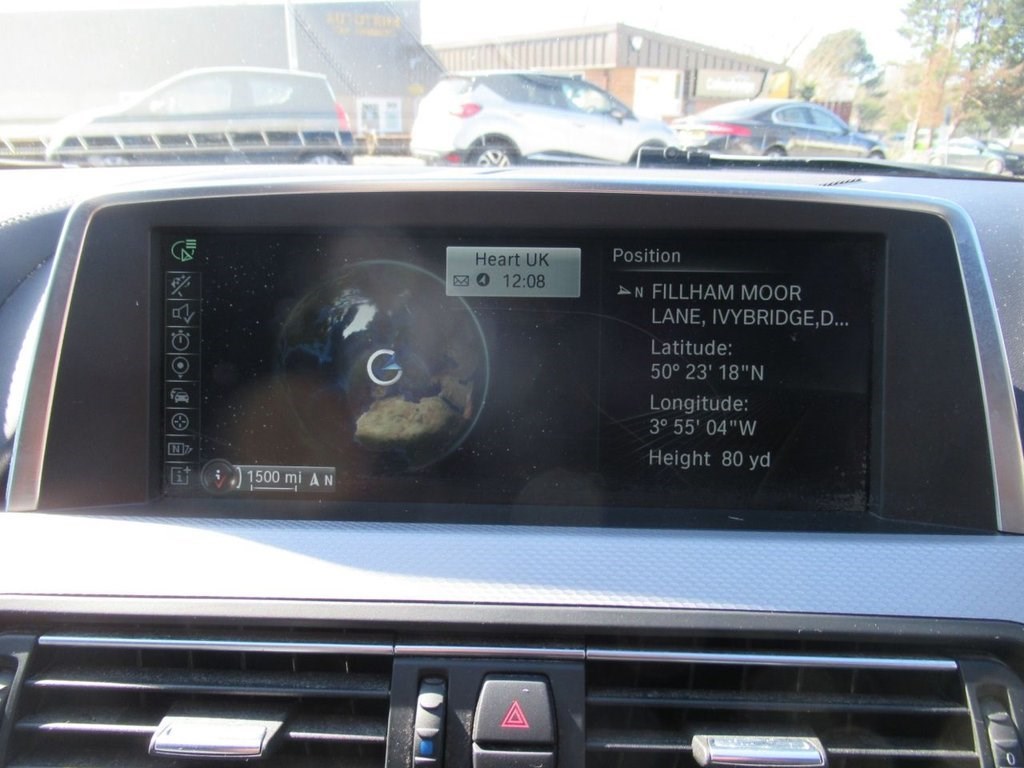 Heart UK
12:08
Position
N FILLHAM MOOR
LANE, IVYBRIDGE,D...
Latitude:
50° 23' 18"N
Longitude:
3° 55' 04"W
Height 80 yd
N
i
1500 mi N
0